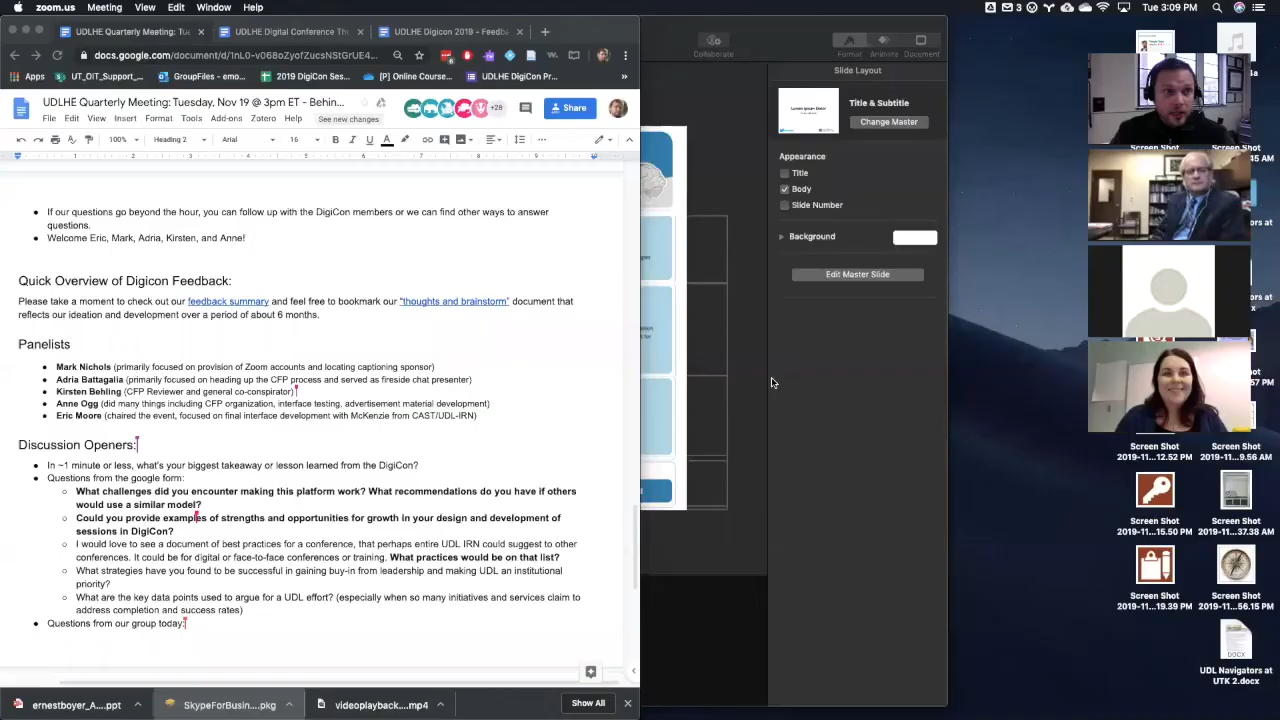 zoom.us Meeting View Edit Window Help
Tue 3:09 PM
UDLHE Quarterly Meeting: Tue
UDLHE Digital Conference Th
UDLHE Digicon 2019 - Feedba
Apps UT_OIT_Support_... GroupFiles - emo... 2019 DigiCon Ses... [O] Online Course... UDLHE DigiCon Pr...
UDLHE Quarterly Meeting: Tuesday, Nov 19 @ 3pm ET - Behin...
+28
Share
File Edit View Insert Format Tools Add-ons Zotero Help
See new changes
100% Heading 2 Arial 16 B I U A
1 2 3 4 5 6 7
If our questions go beyond the hour, you can follow up with the DigiCon members or we can find other ways to answer
questions.
Welcome Eric, Mark, Adria, Kirsten, and Anne!
Quick Overview of Digicon Feedback:
Please take a moment to check out our feedback summary and feel free to bookmark our "thoughts and brainstorm" document that
reflects our ideation and development over a period of about 6 months.
Panelists
Mark Nichols (primarily focused on provision of Zoom accounts and locating captioning sponsor)
Adria Battagalia (primarily focused on heading up the CFP process and served as fireside chat presenter)
Kirsten Behling (CFP Reviewer and general co-conspirator)
Anne Ogg (did many things including CFP organization, interface testing, advertisement material development)
Eric Moore (chaired the event, focused on final interface development with McKenzie from CAST/UDL-IRN)
Discussion Openers:
In ~1 minute or less, what's your biggest takeaway or lesson learned from the DigiCon?
Questions from the google form:
What challenges did you encounter making this platform work? What recommendations do you have if others
would use a similar model?
Could you provide examples of strengths and opportunities for growth in your design and development of
sessions in DigiCon?
I would love to see a document of best practices for a conference, that perhaps entire UDL IRN could suggest to other
conferences. It could be for digital or face-to-face conferences or training. What practices would be on that list?
What strategies have you found to be successful in gaining buy-in from leadership and making UDL an institutional
priority?
What are the key data points used to argue for a UDL effort? (especially when so many initiatives and services claim to
address completion and success rates)
Questions from our group today:
ernestboyer_A....ppt
SkypeForBusin....pkg
videoplayback....mp4
Show All
Collaborate
Format Animate Document
Slide Layout
Lorem Ipsum Dolor
Title & Subtitle
Change Master
Appearance
Title
Body
Slide Number
Background
Edit Master Slide
Screen Shot
2019-11...12.52 PM
Screen Shot
2019-11...9.56 AM
Screen Shot
2019-11...15.50 PM
Screen Shot
2019-11...37.38 AM
Screen Shot
2019-11...19.39 PM
Screen Shot
2019-11...56.15 PM
DOCX
UDL Navigators at
UTK 2.docx